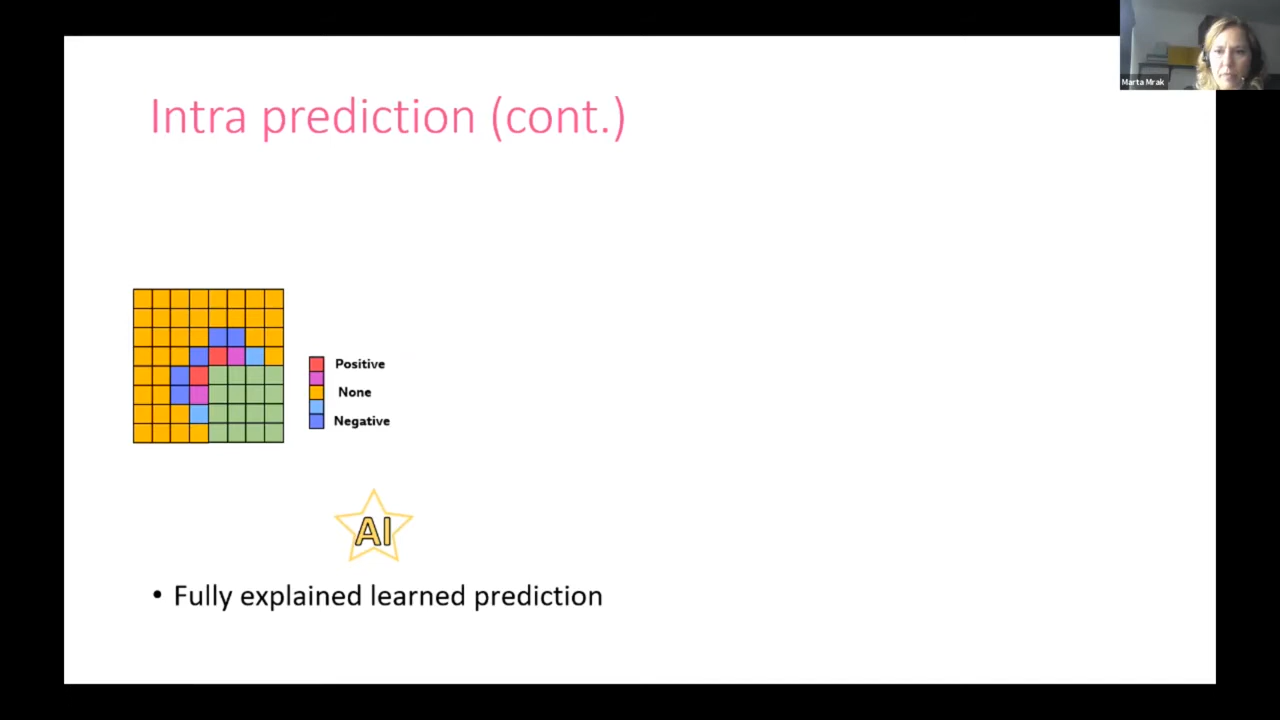 Marta Mrak
Intra prediction (cont.)
Positive
None
Negative
AI
• Fully explained learned prediction